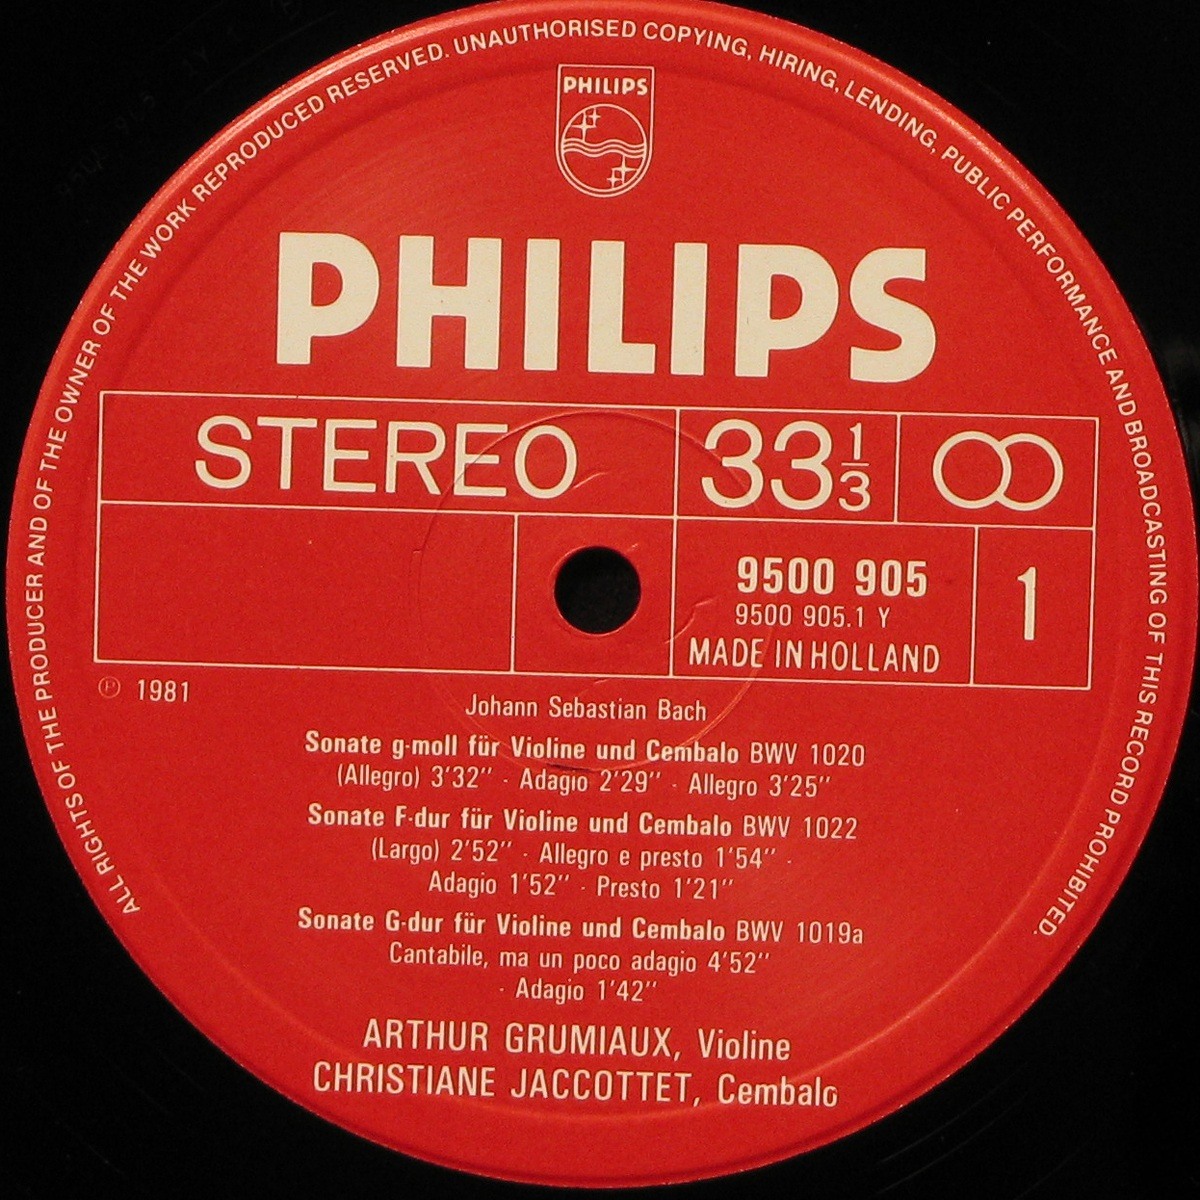 ALL RIGHTS OF THE PRODUCER AND OF THE OWNER OF THE WORK REPRODUCED RESERVED. UNAUTHORISED COPYING, HIRING, LENDING, PUBLIC PERFORMANCE AND BROADCASTING OF THIS RECORD PROHIBITED.
PHILIPS
PHILIPS
STEREO 33 1/3
9500 905
9500 905.1 Y
MADE IN HOLLAND
1
℗ 1981
Johann Sebastian Bach
Sonate g-moll für Violine und Cembalo BWV 1020
(Allegro) 3'32'' · Adagio 2'29'' · Allegro 3'25''
Sonate F-dur für Violine und Cembalo BWV 1022
(Largo) 2'52'' · Allegro e presto 1'54'' ·
Adagio 1'52'' · Presto 1'21''
Sonate G-dur für Violine und Cembalo BWV 1019a
Cantabile, ma un poco adagio 4'52''
· Adagio 1'42''
ARTHUR GRUMIAUX, Violine
CHRISTIANE JACCOTTET, Cembalo